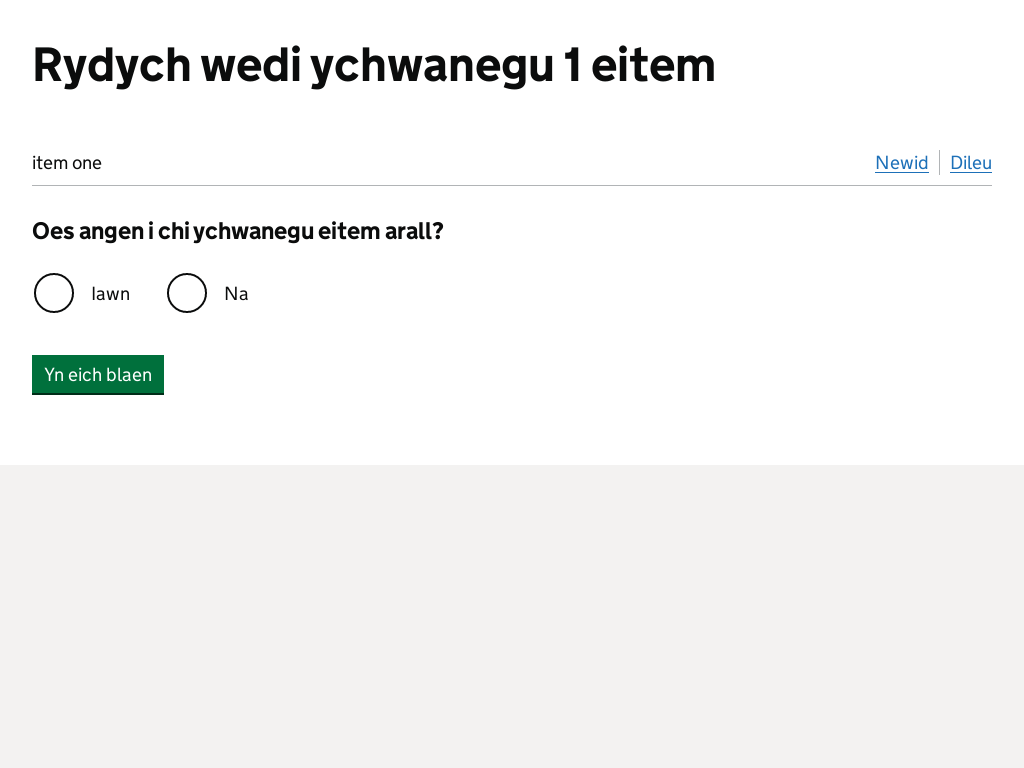 Rydych wedi ychwanegu 1 eitem
item one
Newid
Dileu
Oes angen i chi ychwanegu eitem arall?
Iawn
Na
Yn eich blaen